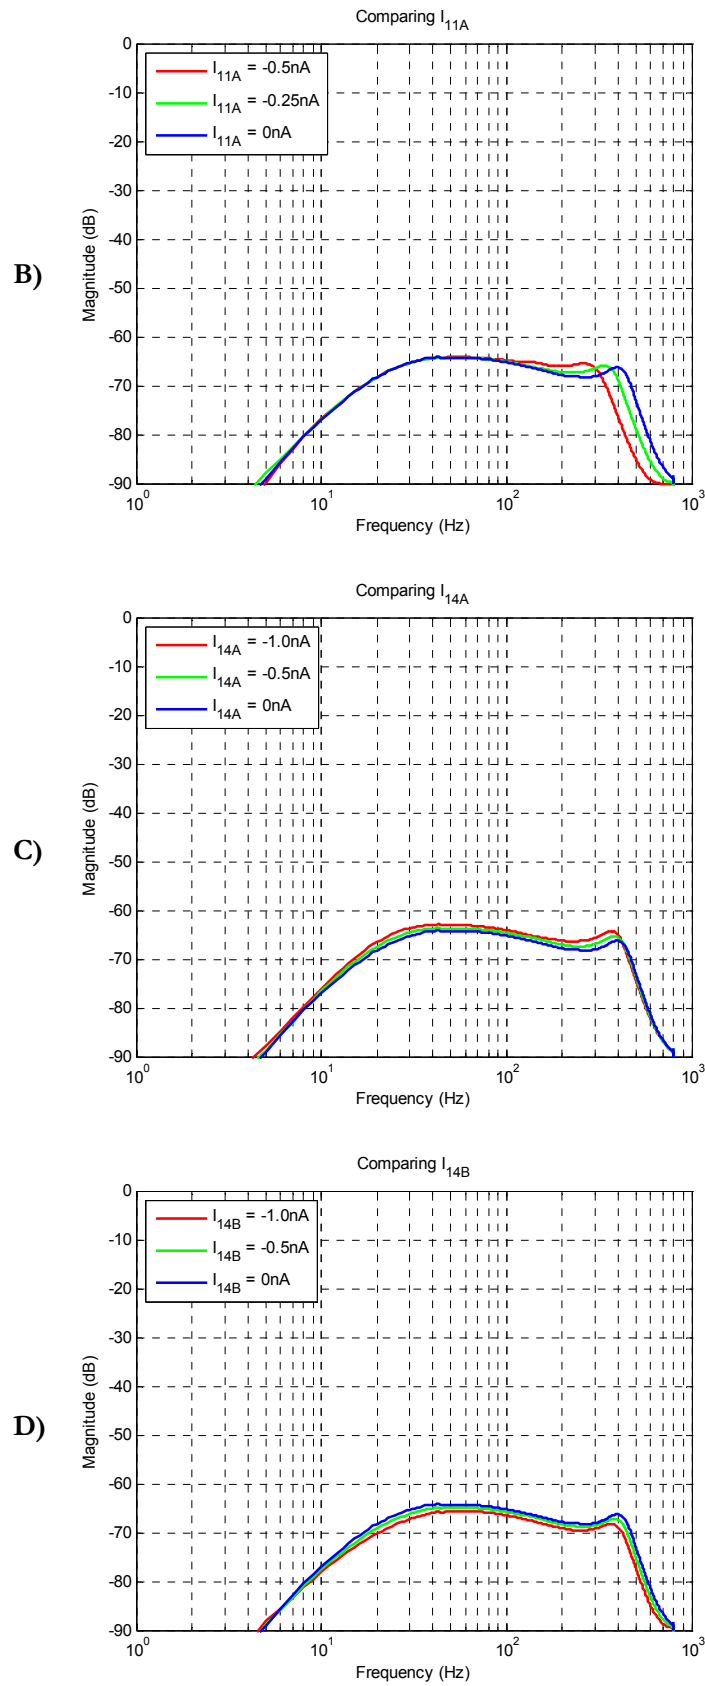 B)
Comparing I11A
I11A = -0.5nA
I11A = -0.25nA
I11A = 0nA
0
-10
-20
-30
-40
-50
-60
-70
-80
-90
Magnitude (dB)
10^0
10^1
10^2
10^3
Frequency (Hz)
C)
Comparing I14A
I14A = -1.0nA
I14A = -0.5nA
I14A = 0nA
0
-10
-20
-30
-40
-50
-60
-70
-80
-90
Magnitude (dB)
10^0
10^1
10^2
10^3
Frequency (Hz)
D)
Comparing I14B
I14B = -1.0nA
I14B = -0.5nA
I14B = 0nA
0
-10
-20
-30
-40
-50
-60
-70
-80
-90
Magnitude (dB)
10^0
10^1
10^2
10^3
Frequency (Hz)